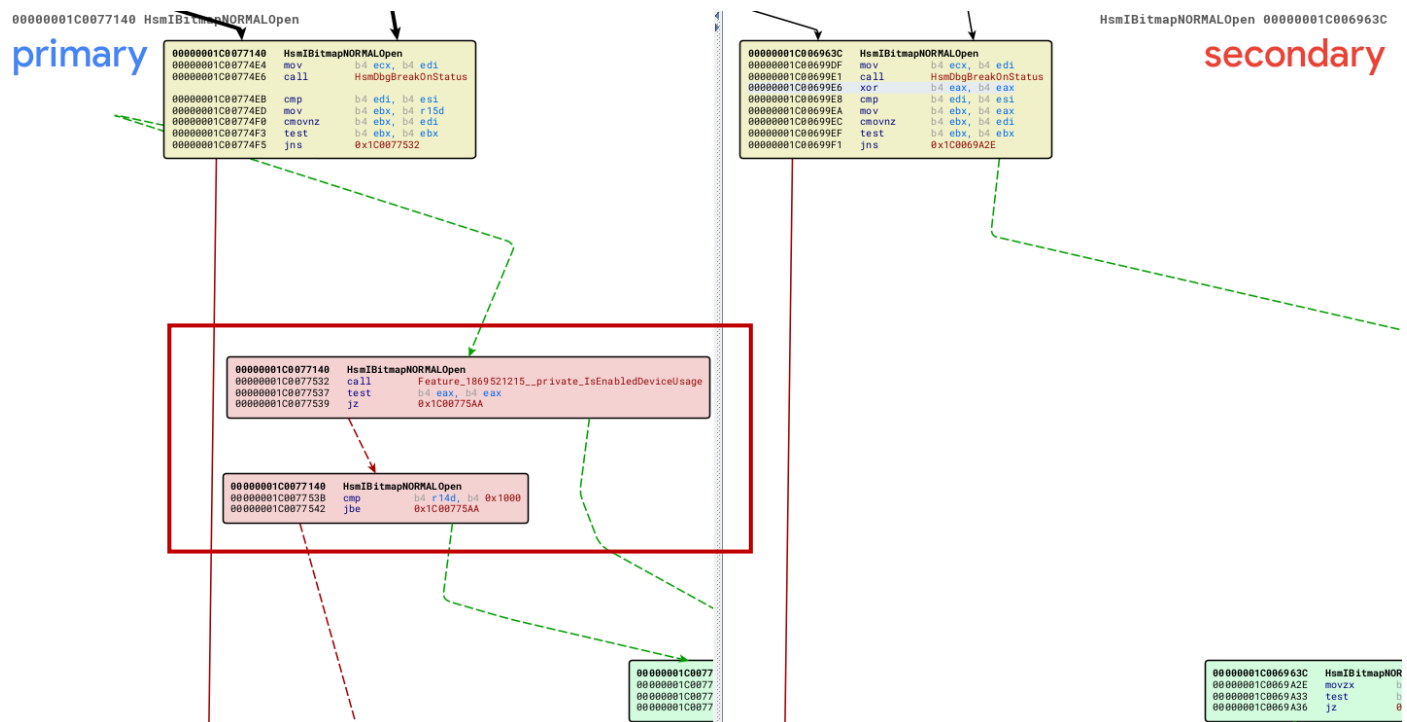 00000001C0077140 HsmIBitmapNORMALOpen
HsmIBitmapNORMALOpen 00000001C006963C
primary
secondary
00000001C0077140 HsmIBitmapNORMALOpen
00000001C00774E4 mov b4 ecx, b4 edi
00000001C00774E6 call HsmDbgBreakOnStatus
00000001C00774EB cmp b4 edi, b4 esi
00000001C00774ED mov b4 ebx, b4 r15d
00000001C00774F0 cmovnz b4 ebx, b4 edi
00000001C00774F3 test b4 ebx, b4 ebx
00000001C00774F5 jns 0x1C0077532
00000001C006963C HsmIBitmapNORMALOpen
00000001C00699DF mov b4 ecx, b4 edi
00000001C00699E1 call HsmDbgBreakOnStatus
00000001C00699E6 xor b4 eax, b4 eax
00000001C00699E8 cmp b4 edi, b4 esi
00000001C00699EA mov b4 ebx, b4 eax
00000001C00699EC cmovnz b4 ebx, b4 edi
00000001C00699EF test b4 ebx, b4 ebx
00000001C00699F1 jns 0x1C0069A2E
00000001C0077140 HsmIBitmapNORMALOpen
00000001C0077532 call Feature_1869521215__private_IsEnabledDeviceUsage
00000001C0077537 test b4 eax, b4 eax
00000001C0077539 jz 0x1C00775AA
00000001C0077140 HsmIBitmapNORMALOpen
00000001C007753B cmp b4 r14d, b4 0x1000
00000001C0077542 jbe 0x1C00775AA
00000001C0077
00000001C0077
00000001C0077
00000001C0077
00000001C006963C HsmIBitmapNOR
00000001C0069A2E movzx b
00000001C0069A33 test b
00000001C0069A36 jz 0